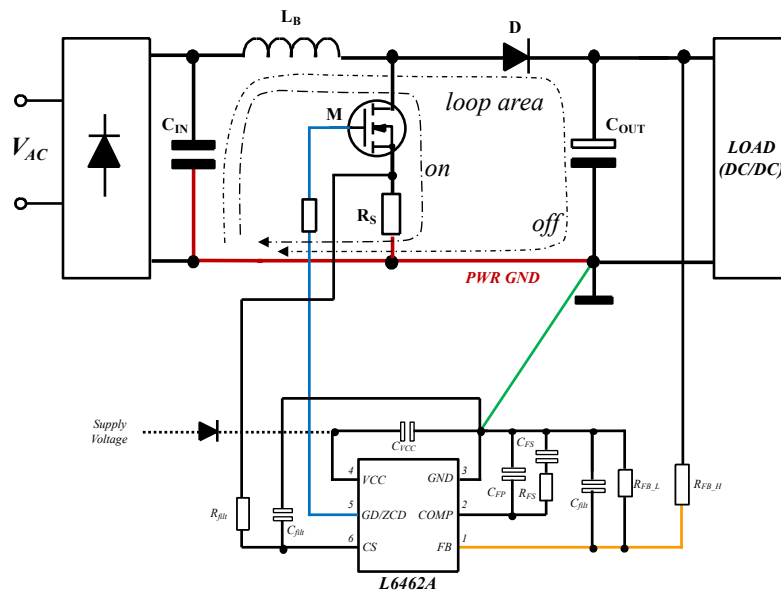 L_B
D
loop area
M
C_IN
C_OUT
V_AC
LOAD
(DC/DC)
on
R_S
off
PWR GND
Supply
Voltage
C_VCC
C_FS
4
3
VCC
GND
C_FP
R_FS
R_FB_L
R_FB_H
C_filt
5
2
GD/ZCD
COMP
R_filt
C_filt
6
1
CS
FB
L6462A